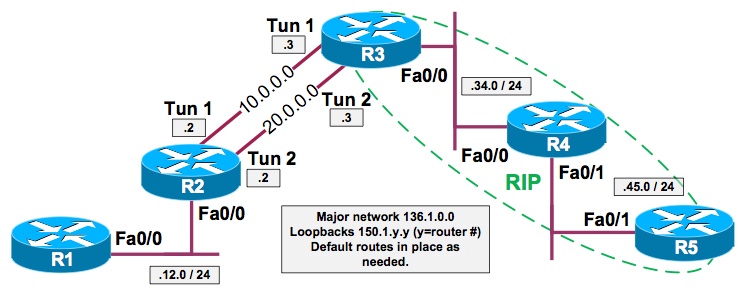 Tun 1
.3
R3
Fa0/0
.34.0 / 24
10.0.0.0
20.0.0.0
Tun 2
.3
Tun 1
.2
Tun 2
.2
R2
Fa0/0
Fa0/0
R4
Fa0/1
RIP
.45.0 / 24
Fa0/1
R5
Fa0/0
R1
.12.0 / 24
Major network 136.1.0.0
Loopbacks 150.1.y.y (y=router #)
Default routes in place as
needed.